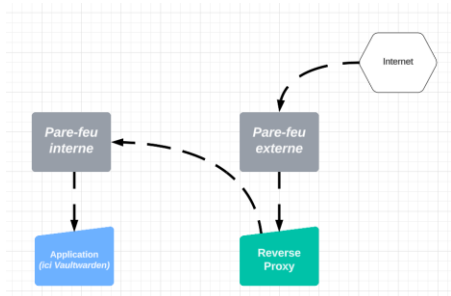 Internet
Pare-feu
interne
Pare-feu
externe
Application
(ici Vaultwarden)
Reverse
Proxy